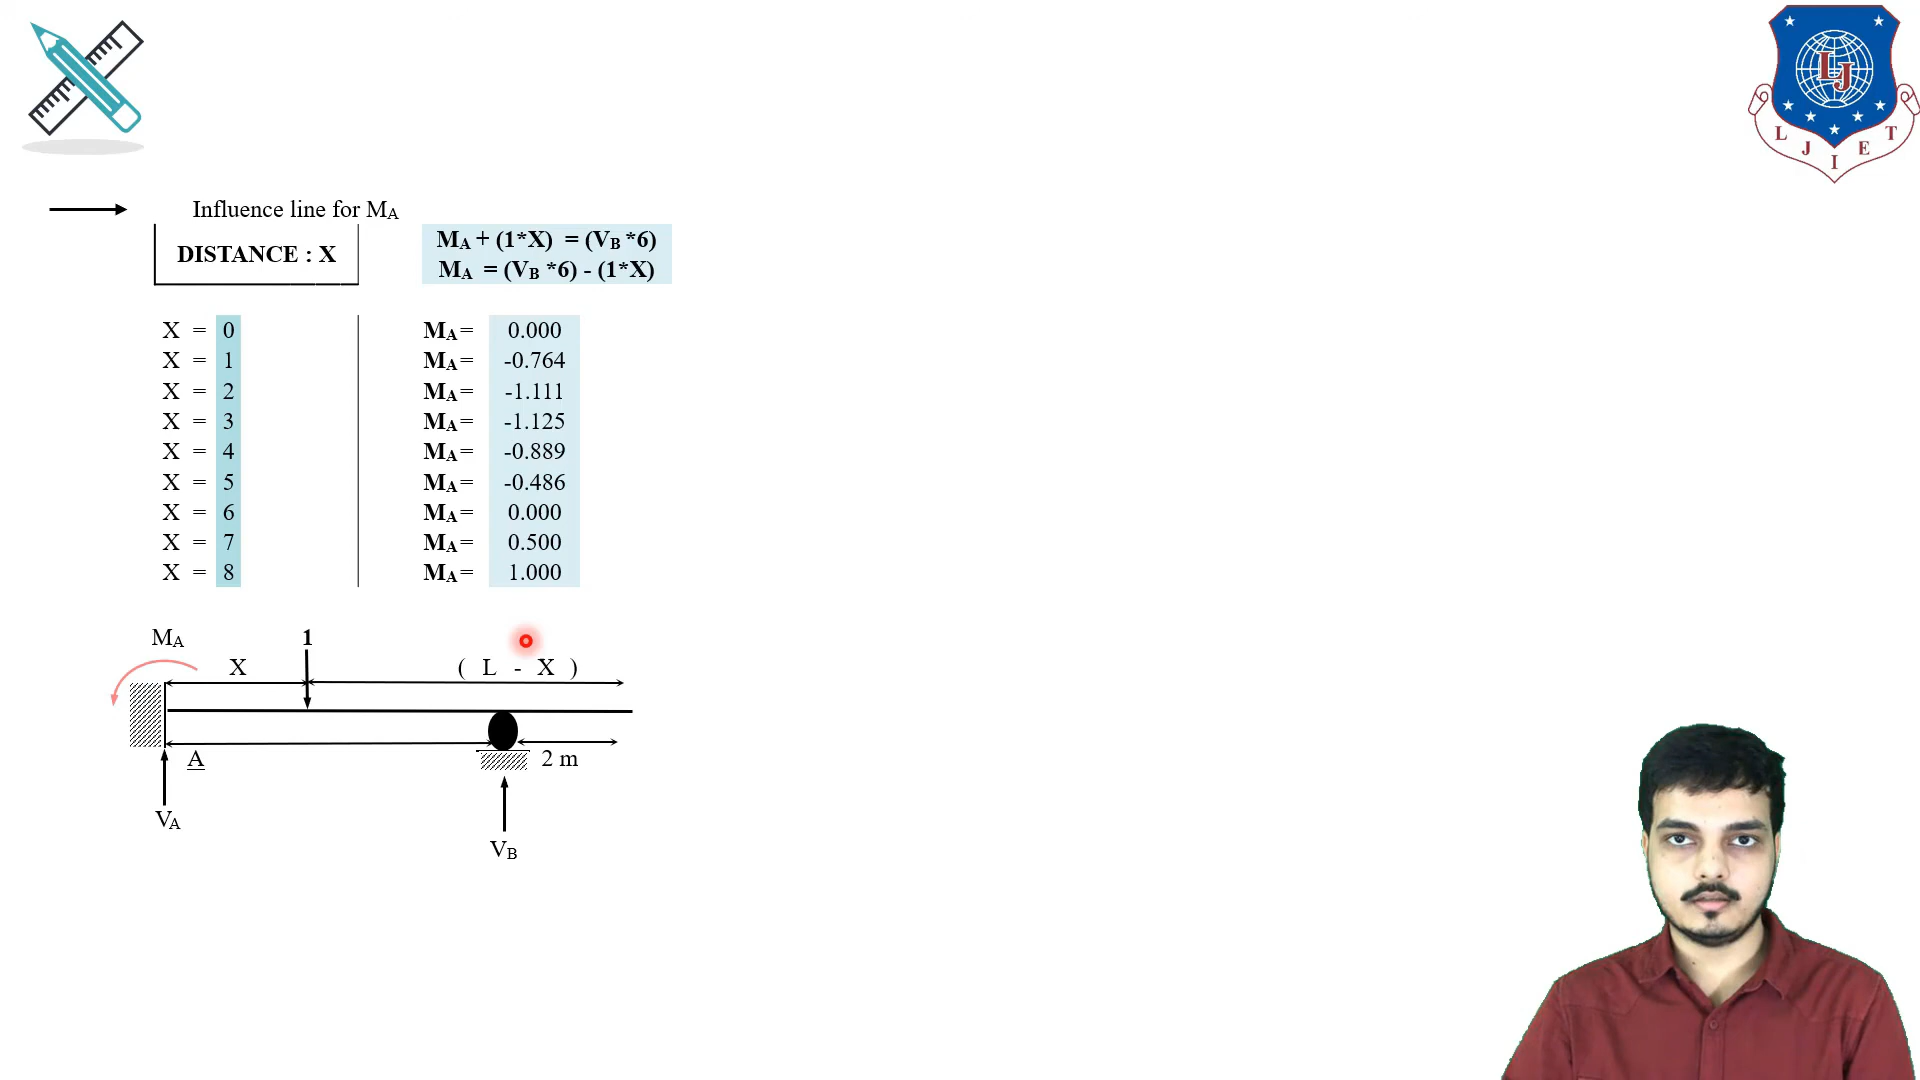 LJ
L J I E T
Influence line for MA
DISTANCE : X
MA + (1*X) = (VB *6)
MA = (VB *6) - (1*X)
X = 0 MA = 0.000
X = 1 MA = -0.764
X = 2 MA = -1.111
X = 3 MA = -1.125
X = 4 MA = -0.889
X = 5 MA = -0.486
X = 6 MA = 0.000
X = 7 MA = 0.500
X = 8 MA = 1.000
MA 1
X ( L - X )
A 2 m
VA
VB